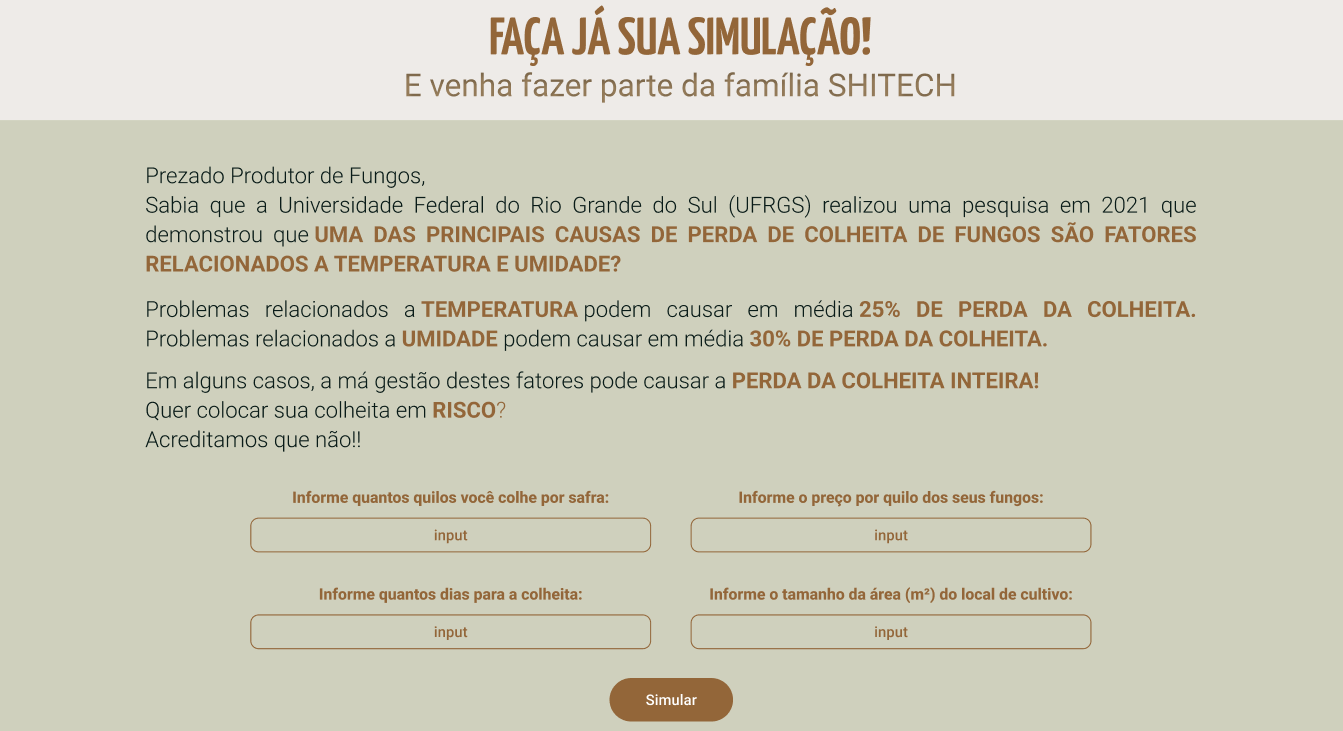 FAÇA JÁ SUA SIMULAÇÃO!
E venha fazer parte da família SHITECH
Prezado Produtor de Fungos,
Sabia que a Universidade Federal do Rio Grande do Sul (UFRGS) realizou uma pesquisa em 2021 que
demonstrou que UMA DAS PRINCIPAIS CAUSAS DE PERDA DE COLHEITA DE FUNGOS SÃO FATORES
RELACIONADOS A TEMPERATURA E UMIDADE?
Problemas relacionados a TEMPERATURA podem causar em média 25% DE PERDA DA COLHEITA.
Problemas relacionados a UMIDADE podem causar em média 30% DE PERDA DA COLHEITA.
Em alguns casos, a má gestão destes fatores pode causar a PERDA DA COLHEITA INTEIRA!
Quer colocar sua colheita em RISCO?
Acreditamos que não!!
Informe quantos quilos você colhe por safra:
Informe o preço por quilo dos seus fungos:
input
input
Informe quantos dias para a colheita:
Informe o tamanho da área (m²) do local de cultivo:
input
input
Simular